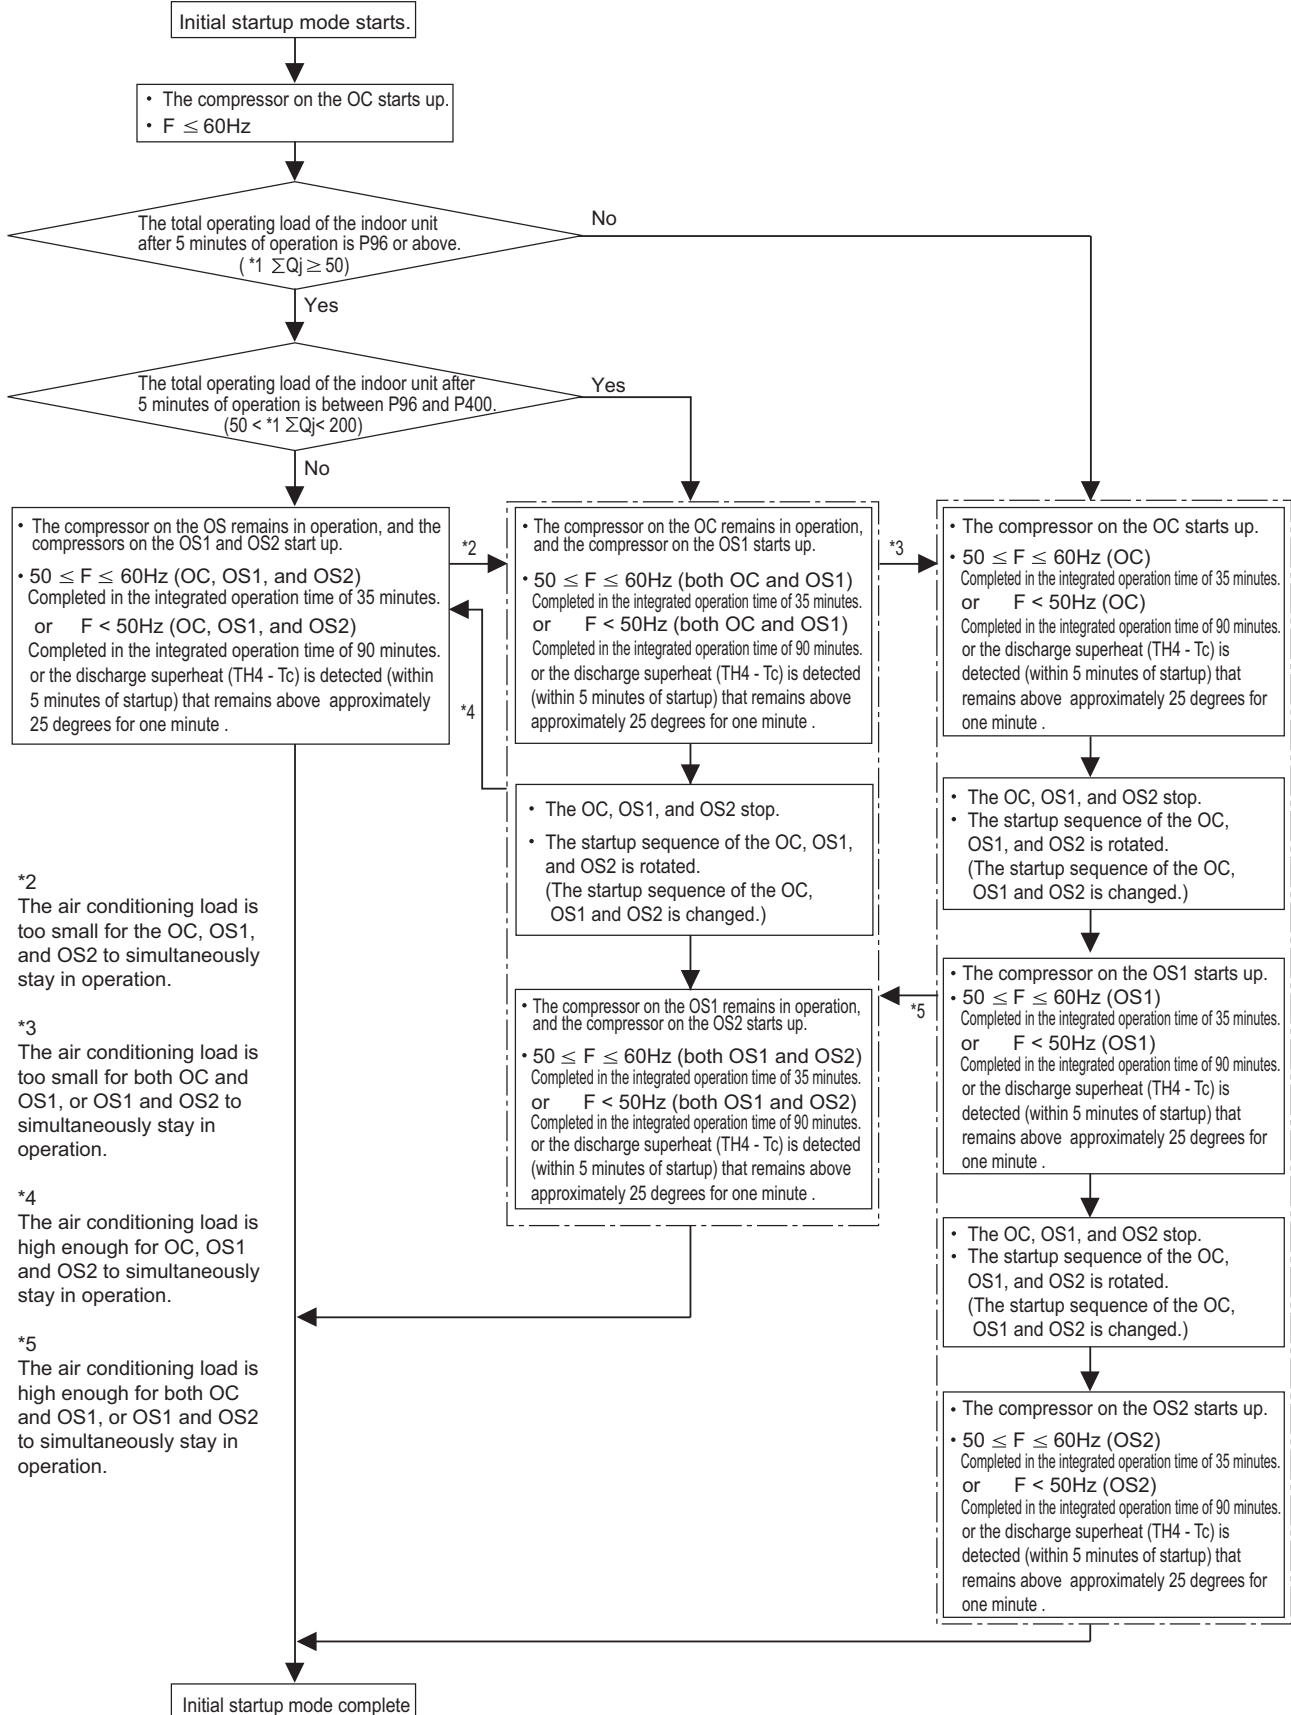 Initial startup mode starts.
• The compressor on the OC starts up.
• F ≤ 60Hz
The total operating load of the indoor unit
after 5 minutes of operation is P96 or above.
( *1 ΣQj ≥ 50)
No
Yes
The total operating load of the indoor unit after
5 minutes of operation is between P96 and P400.
(50 < *1 ΣQj< 200)
Yes
No
• The compressor on the OS remains in operation, and the
compressors on the OS1 and OS2 start up.
• 50 ≤ F ≤ 60Hz (OC, OS1, and OS2)
Completed in the integrated operation time of 35 minutes.
or F < 50Hz (OC, OS1, and OS2)
Completed in the integrated operation time of 90 minutes.
or the discharge superheat (TH4 - Tc) is detected (within
5 minutes of startup) that remains above approximately
25 degrees for one minute .
*2
*4
• The compressor on the OC remains in operation,
and the compressor on the OS1 starts up.
• 50 ≤ F ≤ 60Hz (both OC and OS1)
Completed in the integrated operation time of 35 minutes.
or F < 50Hz (both OC and OS1)
Completed in the integrated operation time of 90 minutes.
or the discharge superheat (TH4 - Tc) is detected
(within 5 minutes of startup) that remains above
approximately 25 degrees for one minute .
*3
• The OC, OS1, and OS2 stop.
• The startup sequence of the OC, OS1,
and OS2 is rotated.
(The startup sequence of the OC,
OS1 and OS2 is changed.)
• The compressor on the OS1 remains in operation,
and the compressor on the OS2 starts up.
• 50 ≤ F ≤ 60Hz (both OS1 and OS2)
Completed in the integrated operation time of 35 minutes.
or F < 50Hz (both OS1 and OS2)
Completed in the integrated operation time of 90 minutes.
or the discharge superheat (TH4 - Tc) is detected
(within 5 minutes of startup) that remains above
approximately 25 degrees for one minute .
*5
• The compressor on the OC starts up.
• 50 ≤ F ≤ 60Hz (OC)
Completed in the integrated operation time of 35 minutes.
or F < 50Hz (OC)
Completed in the integrated operation time of 90 minutes.
or the discharge superheat (TH4 - Tc) is
detected (within 5 minutes of startup) that
remains above approximately 25 degrees for
one minute .
• The OC, OS1, and OS2 stop.
• The startup sequence of the OC,
OS1, and OS2 is rotated.
(The startup sequence of the OC,
OS1 and OS2 is changed.)
• The compressor on the OS1 starts up.
• 50 ≤ F ≤ 60Hz (OS1)
Completed in the integrated operation time of 35 minutes.
or F < 50Hz (OS1)
Completed in the integrated operation time of 90 minutes.
or the discharge superheat (TH4 - Tc) is
detected (within 5 minutes of startup) that
remains above approximately 25 degrees for
one minute .
• The OC, OS1, and OS2 stop.
• The startup sequence of the OC,
OS1, and OS2 is rotated.
(The startup sequence of the OC,
OS1 and OS2 is changed.)
• The compressor on the OS2 starts up.
• 50 ≤ F ≤ 60Hz (OS2)
Completed in the integrated operation time of 35 minutes.
or F < 50Hz (OS2)
Completed in the integrated operation time of 90 minutes.
or the discharge superheat (TH4 - Tc) is
detected (within 5 minutes of startup) that
remains above approximately 25 degrees for
one minute .
*2
The air conditioning load is
too small for the OC, OS1,
and OS2 to simultaneously
stay in operation.
*3
The air conditioning load is
too small for both OC and
OS1, or OS1 and OS2 to
simultaneously stay in
operation.
*4
The air conditioning load is
high enough for OC, OS1
and OS2 to simultaneously
stay in operation.
*5
The air conditioning load is
high enough for both OC
and OS1, or OS1 and OS2
to simultaneously stay in
operation.
Initial startup mode complete